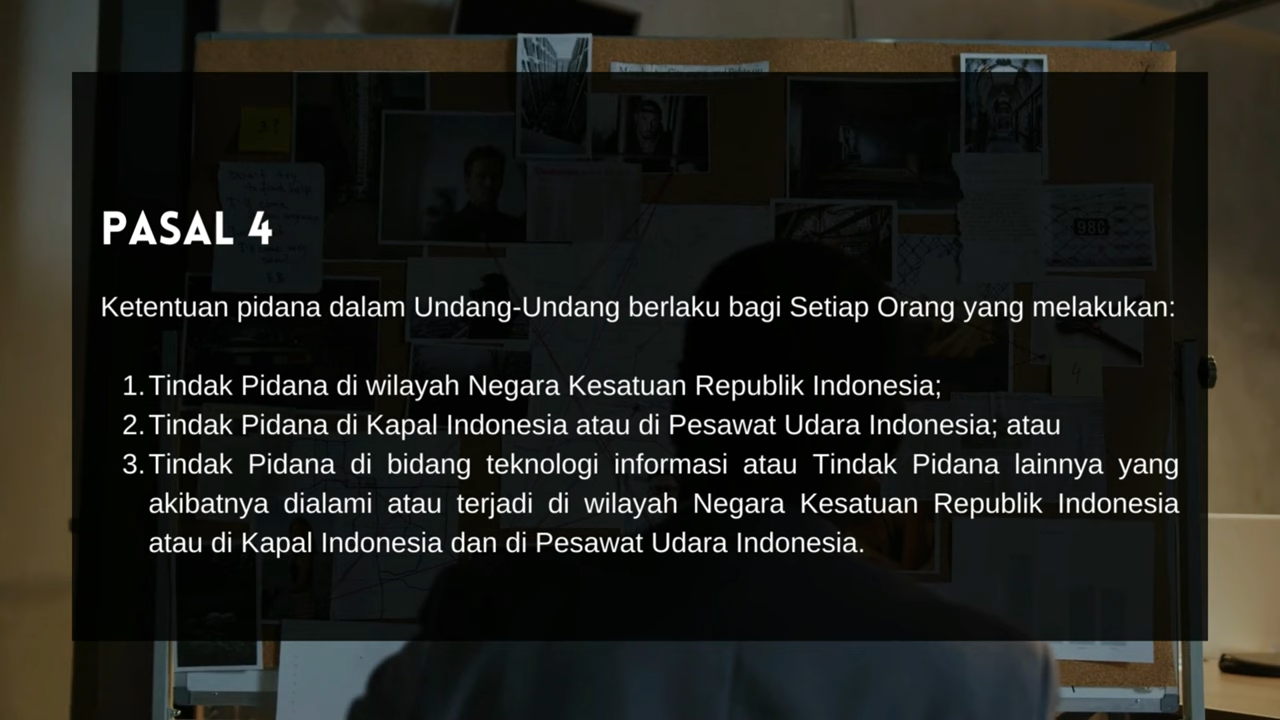 PASAL 4
Ketentuan pidana dalam Undang-Undang berlaku bagi Setiap Orang yang melakukan:
1. Tindak Pidana di wilayah Negara Kesatuan Republik Indonesia;
2. Tindak Pidana di Kapal Indonesia atau di Pesawat Udara Indonesia; atau
3. Tindak Pidana di bidang teknologi informasi atau Tindak Pidana lainnya yang
akibatnya dialami atau terjadi di wilayah Negara Kesatuan Republik Indonesia
atau di Kapal Indonesia dan di Pesawat Udara Indonesia.